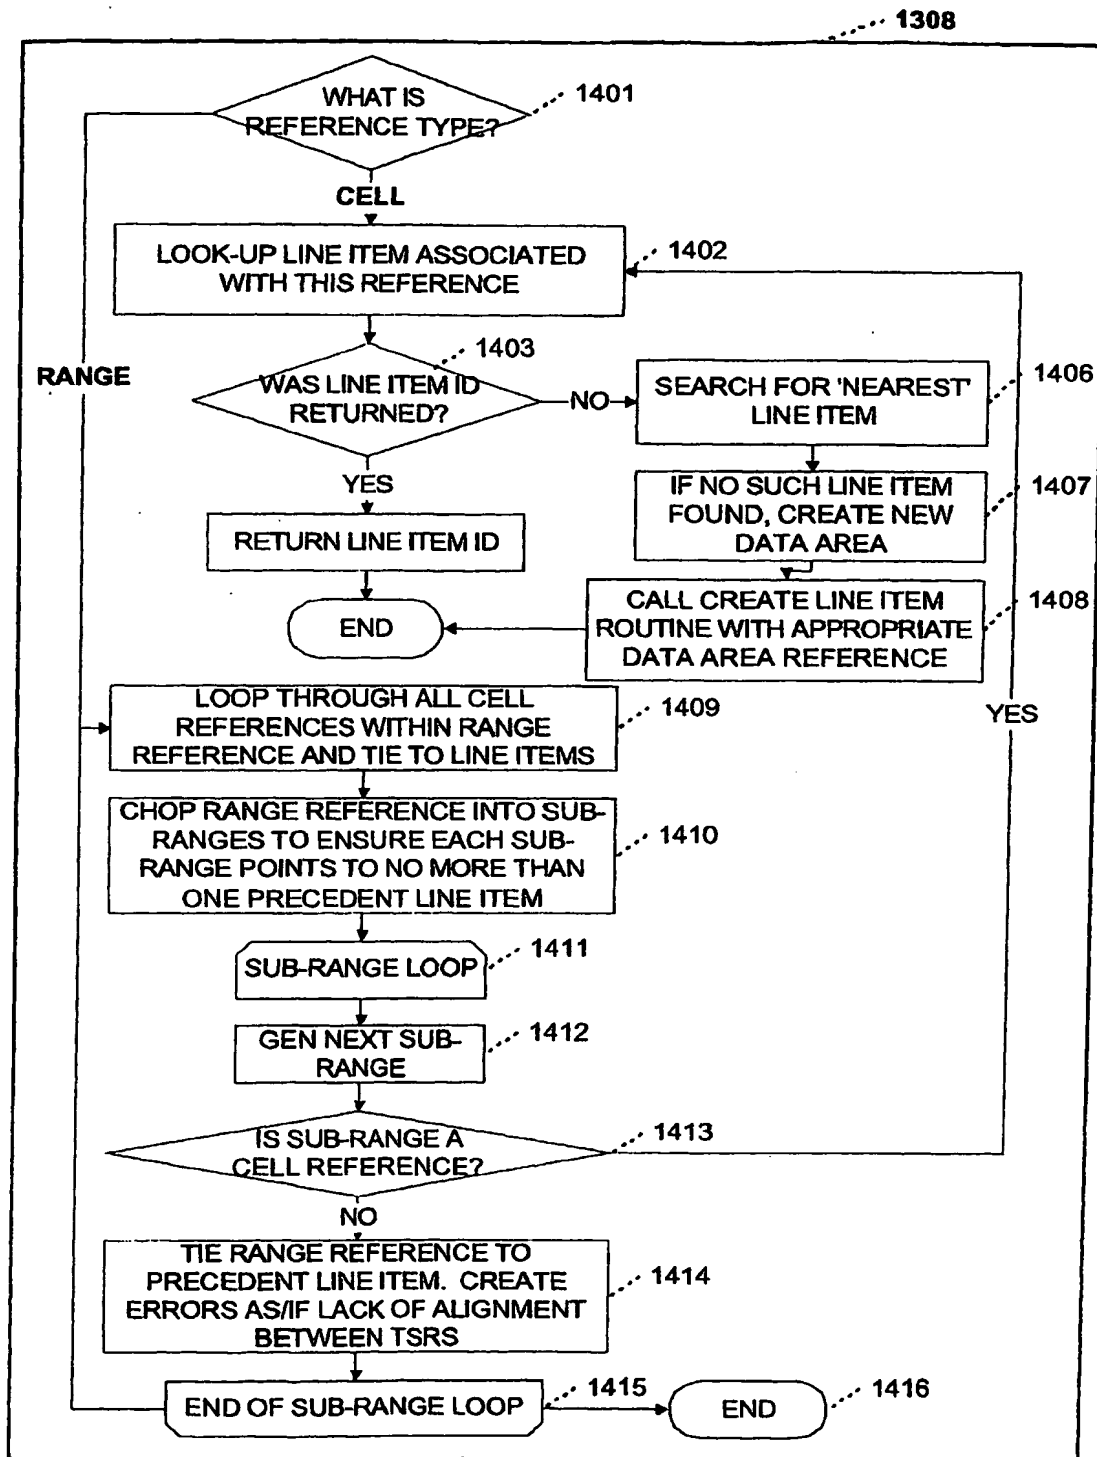 1308
WHAT IS
REFERENCE TYPE?
1401
CELL
LOOK-UP LINE ITEM ASSOCIATED
WITH THIS REFERENCE
1402
RANGE
1403
WAS LINE ITEM ID
RETURNED?
NO
SEARCH FOR 'NEAREST'
LINE ITEM
1406
YES
IF NO SUCH LINE ITEM
FOUND, CREATE NEW
DATA AREA
1407
RETURN LINE ITEM ID
END
CALL CREATE LINE ITEM
ROUTINE WITH APPROPRIATE
DATA AREA REFERENCE
1408
LOOP THROUGH ALL CELL
REFERENCES WITHIN RANGE
REFERENCE AND TIE TO LINE ITEMS
1409
YES
CHOP RANGE REFERENCE INTO SUB-
RANGES TO ENSURE EACH SUB-
RANGE POINTS TO NO MORE THAN
ONE PRECEDENT LINE ITEM
1410
SUB-RANGE LOOP
1411
GEN NEXT SUB-
RANGE
1412
IS SUB-RANGE A
CELL REFERENCE?
1413
NO
TIE RANGE REFERENCE TO
PRECEDENT LINE ITEM. CREATE
ERRORS AS/IF LACK OF ALIGNMENT
BETWEEN TSRS
1414
END OF SUB-RANGE LOOP
1415
END
1416